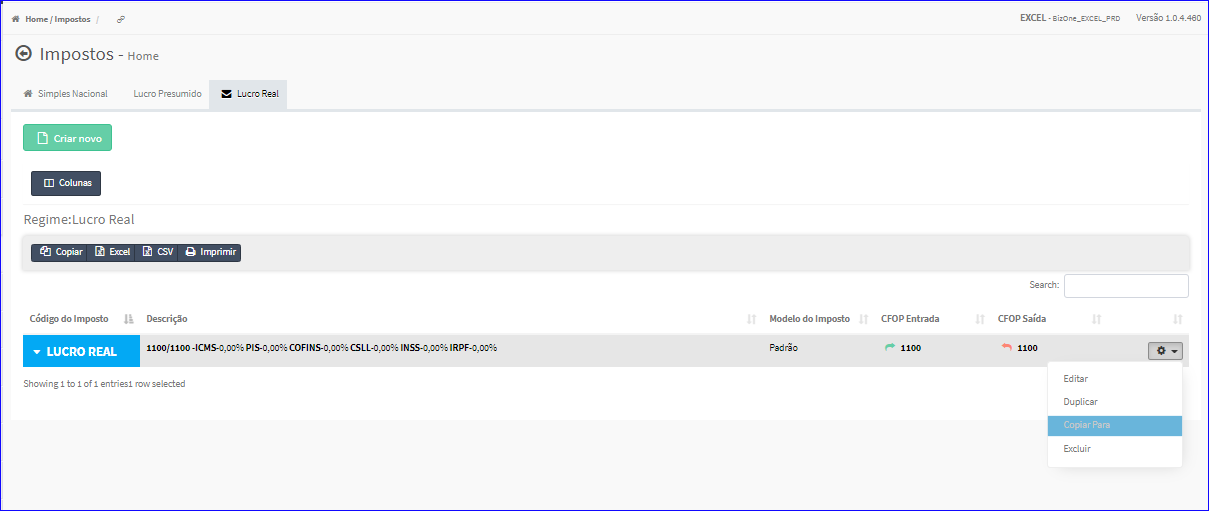 Home / Impostos /
EXCEL - BizOne_EXCEL_PRD Versão 1.0.4.460
Impostos - Home
Simples Nacional Lucro Presumido Lucro Real
Criar novo
Colunas
Regime:Lucro Real
Copiar Excel CSV Imprimir
Search:
Código do Imposto Descrição Modelo do Imposto CFOP Entrada CFOP Saída
LUCRO REAL 1100/1100 -ICMS-0,00% PIS-0,00% COFINS-0,00% CSLL-0,00% INSS-0,00% IRPF-0,00% Padrão 1100 1100
Showing 1 to 1 of 1 entries1 row selected
Editar
Duplicar
Copiar Para
Excluir